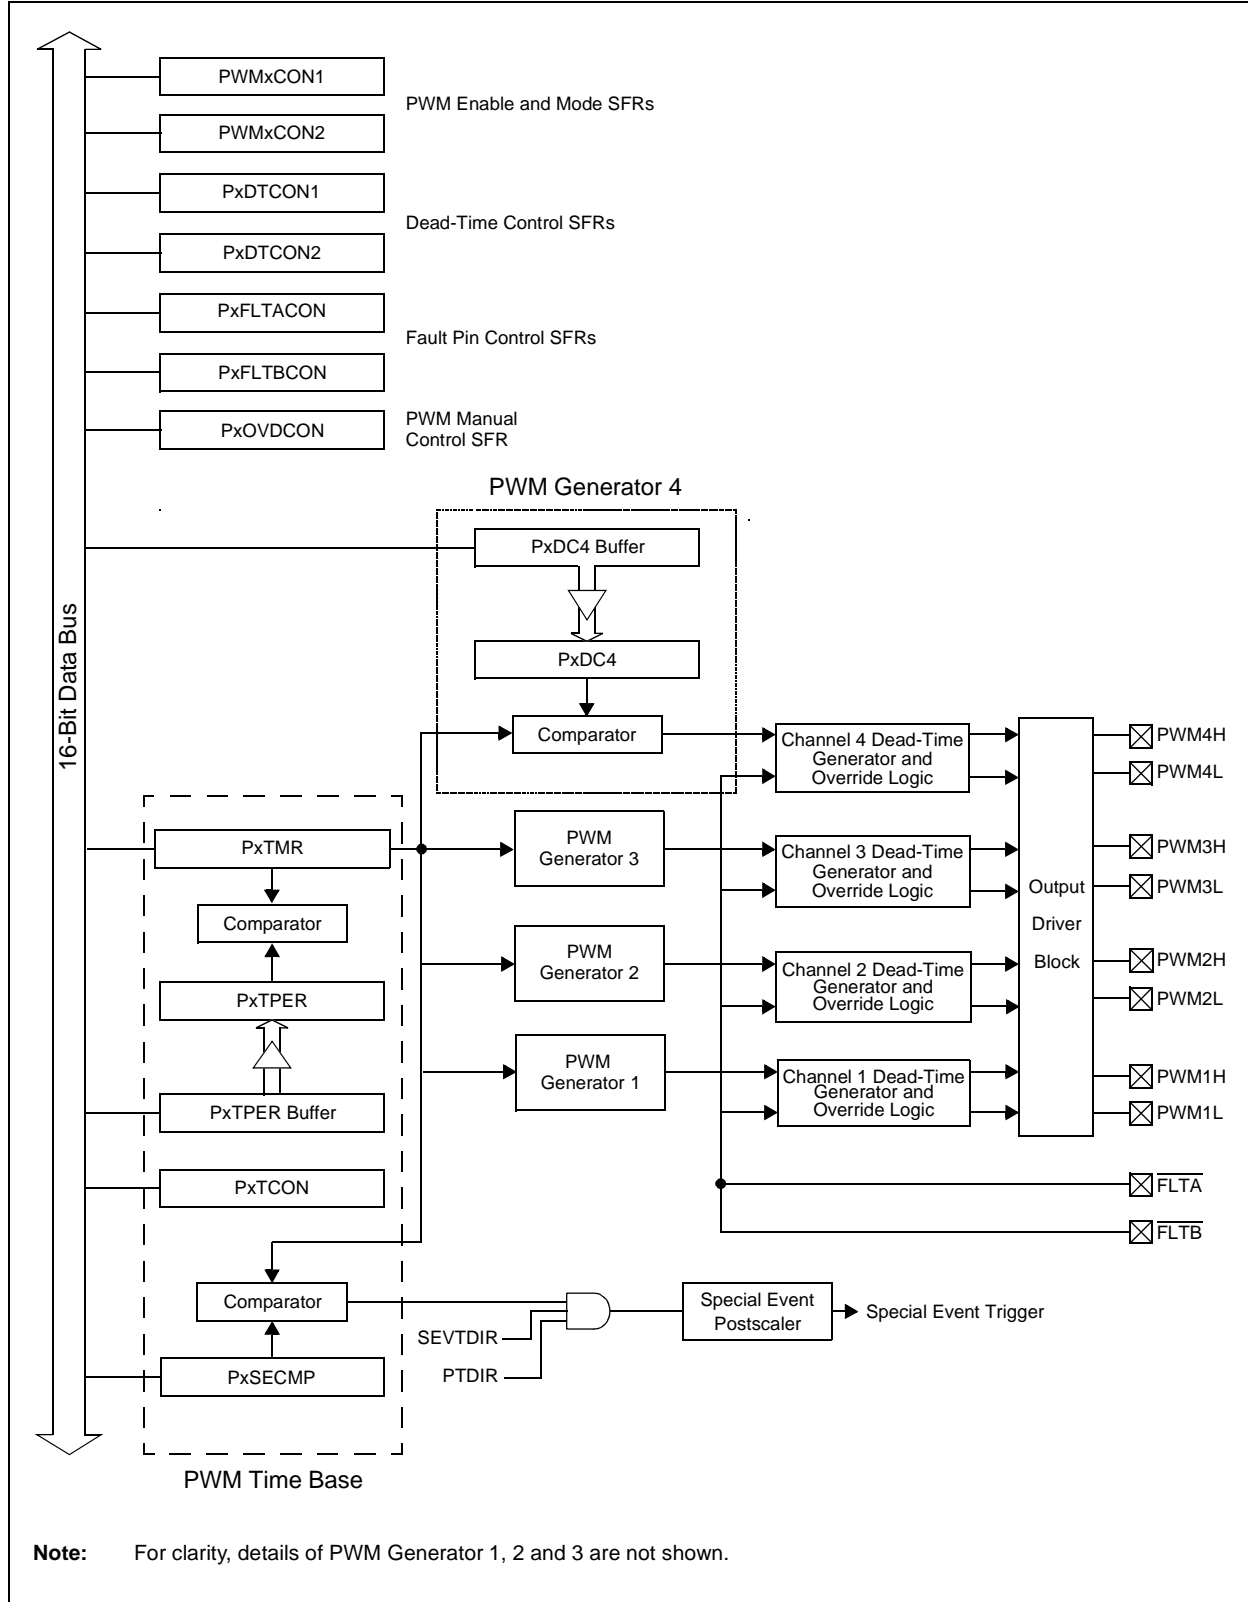 PWMxCON1
PWM Enable and Mode SFRs
PWMxCON2
PxDTCON1
Dead-Time Control SFRs
PxDTCON2
PxFLTACON
Fault Pin Control SFRs
PxFLTBCON
PxOVDCON
PWM Manual
Control SFR
PWM Generator 4
PxDC4 Buffer
PxDC4
Comparator
16-Bit Data Bus
Channel 4 Dead-Time
Generator and
Override Logic
PWM4H
PWM4L
PxTMR
PWM
Generator 3
Channel 3 Dead-Time
Generator and
Override Logic
PWM3H
PWM3L
Output
Driver
Block
Comparator
PxTPER
PWM
Generator 2
Channel 2 Dead-Time
Generator and
Override Logic
PWM2H
PWM2L
PxTPER Buffer
PWM
Generator 1
Channel 1 Dead-Time
Generator and
Override Logic
PWM1H
PWM1L
PxTCON
FLTA
FLTB
Comparator
SEVTDIR
PTDIR
Special Event
Postscaler
Special Event Trigger
PxSECMP
PWM Time Base
Note: For clarity, details of PWM Generator 1, 2 and 3 are not shown.